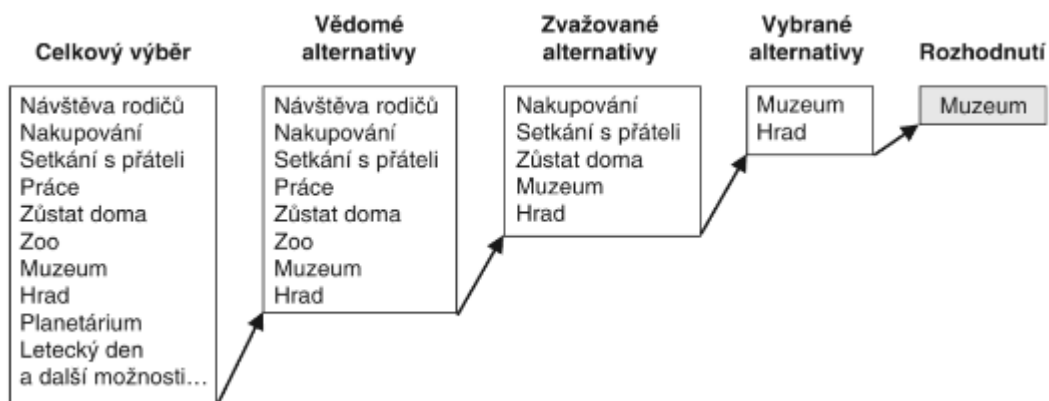 Celkový výběr
Návštěva rodičů
Nakupování
Setkání s přáteli
Práce
Zůstat doma
Zoo
Muzeum
Hrad
Planetárium
Letecký den
a další možnosti...
Vědomé
alternativy
Návštěva rodičů
Nakupování
Setkání s přáteli
Práce
Zůstat doma
Zoo
Muzeum
Hrad
Zvažované
alternativy
Nakupování
Setkání s přáteli
Zůstat doma
Muzeum
Hrad
Vybrané
alternativy
Muzeum
Hrad
Rozhodnutí
Muzeum